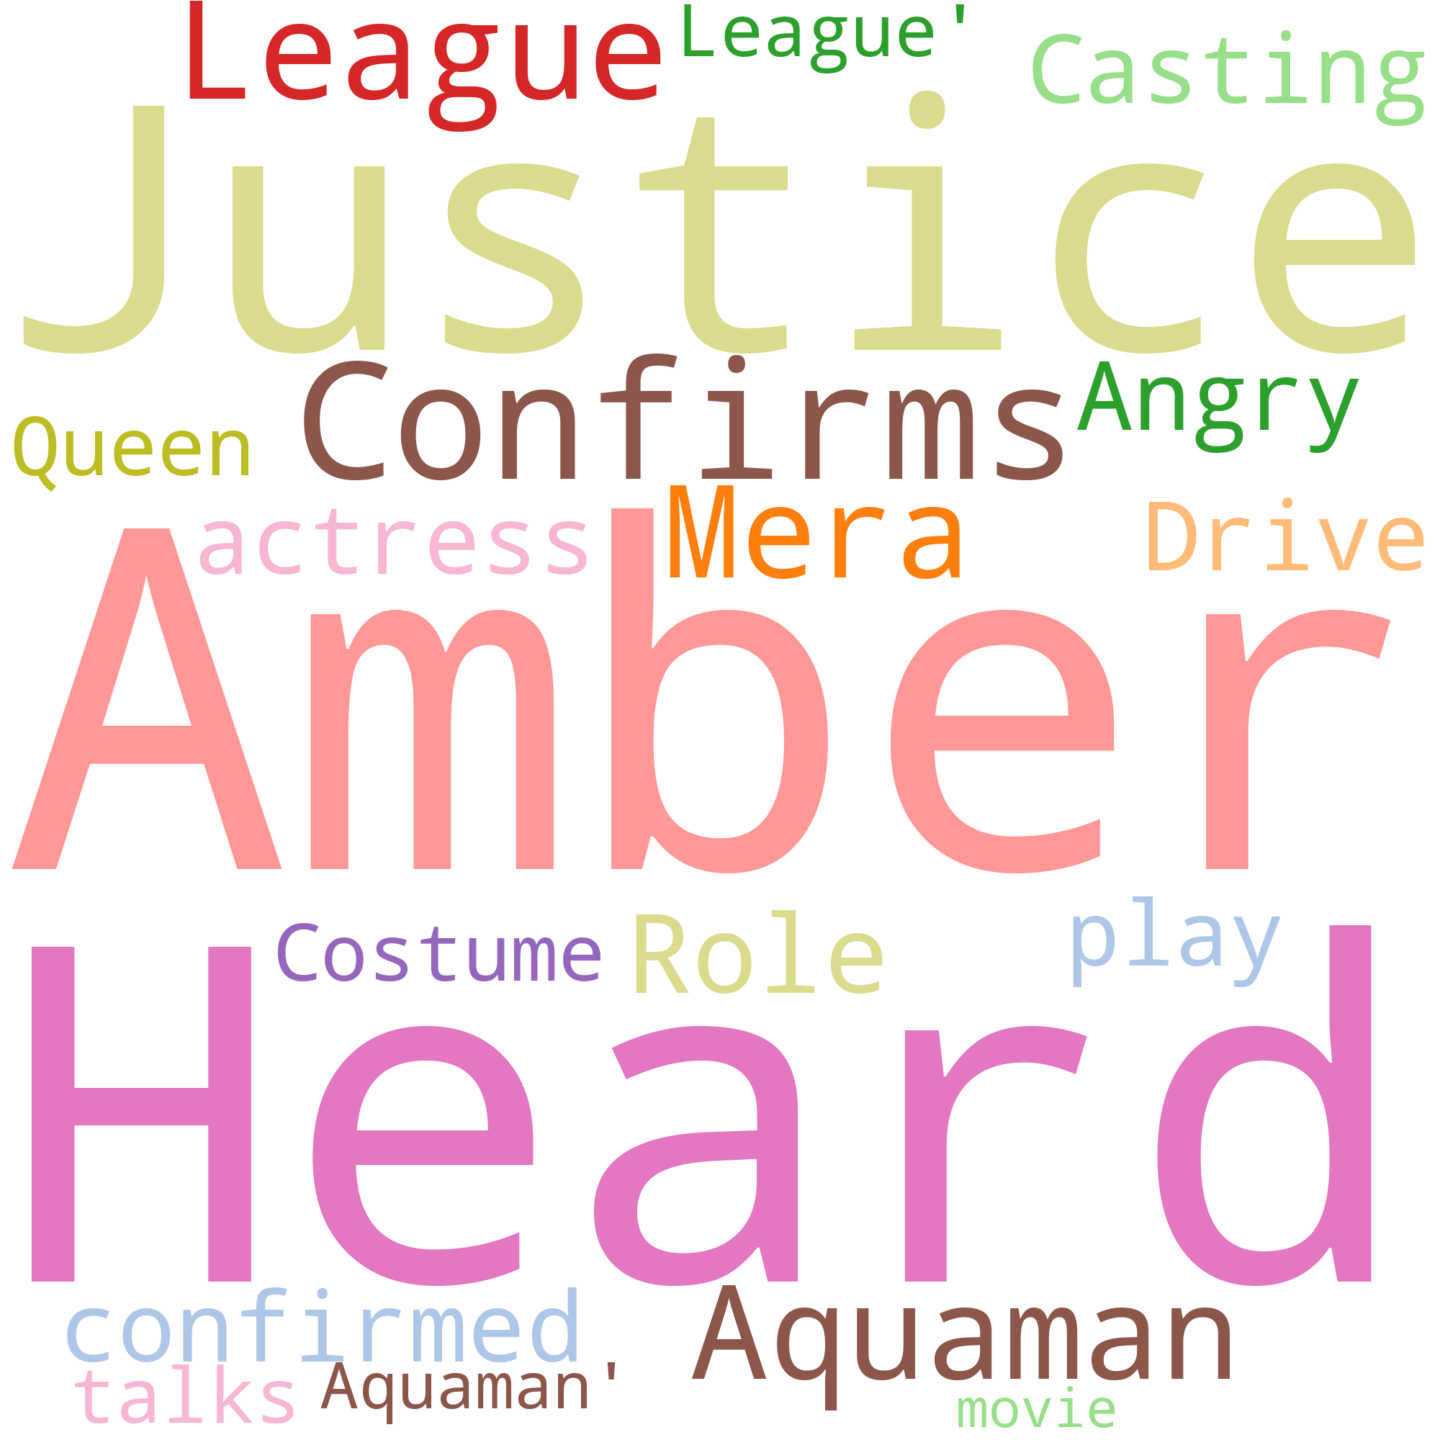 League League' Casting
Justice
Confirms Angry
Queen
actress Mera Drive
Amber
Costume Role play
Heard
confirmed Aquaman
talks Aquaman' movie